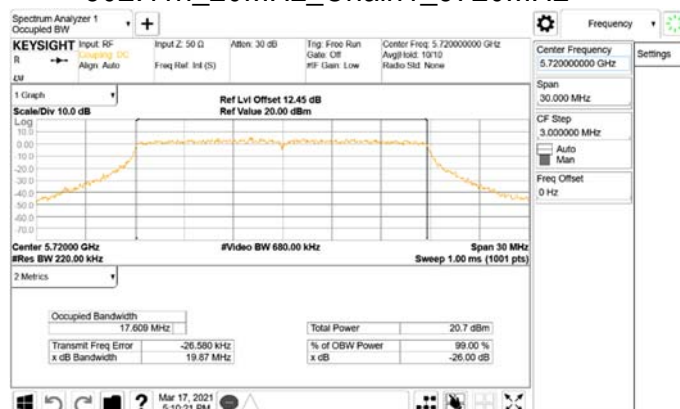 Spectrum Analyzer 1
Occupied BW
KEYSIGHT
Input: RF
Coupling: DC
Align: Auto
Input Z: 50 Ω
Freq Ref: Int (S)
Atten: 30 dB
Trig: Free Run
Gate: Off
#IF Gain: Low
Center Freq: 5.720000000 GHz
Avg|Hold: 10/10
Radio Std: None
1 Graph
Scale/Div 10.0 dB
Ref Lvl Offset 12.45 dB
Ref Value 20.00 dBm
Log
10.0
0.00
-10.0
-20.0
-30.0
-40.0
-50.0
-60.0
-70.0
Center 5.72000 GHz
#Res BW 220.00 kHz
#Video BW 680.00 kHz
Span 30 MHz
Sweep 1.00 ms (1001 pts)
2 Metrics
Occupied Bandwidth
17.609 MHz
Transmit Freq Error -26.580 kHz
x dB Bandwidth 19.87 MHz
Total Power 20.7 dBm
% of OBW Power 99.00 %
x dB -26.00 dB
Mar 17, 2021
Frequency
Settings
Center Frequency
5.720000000 GHz
Span
30.000 MHz
CF Step
3.000000 MHz
Auto
Man
Freq Offset
0 Hz